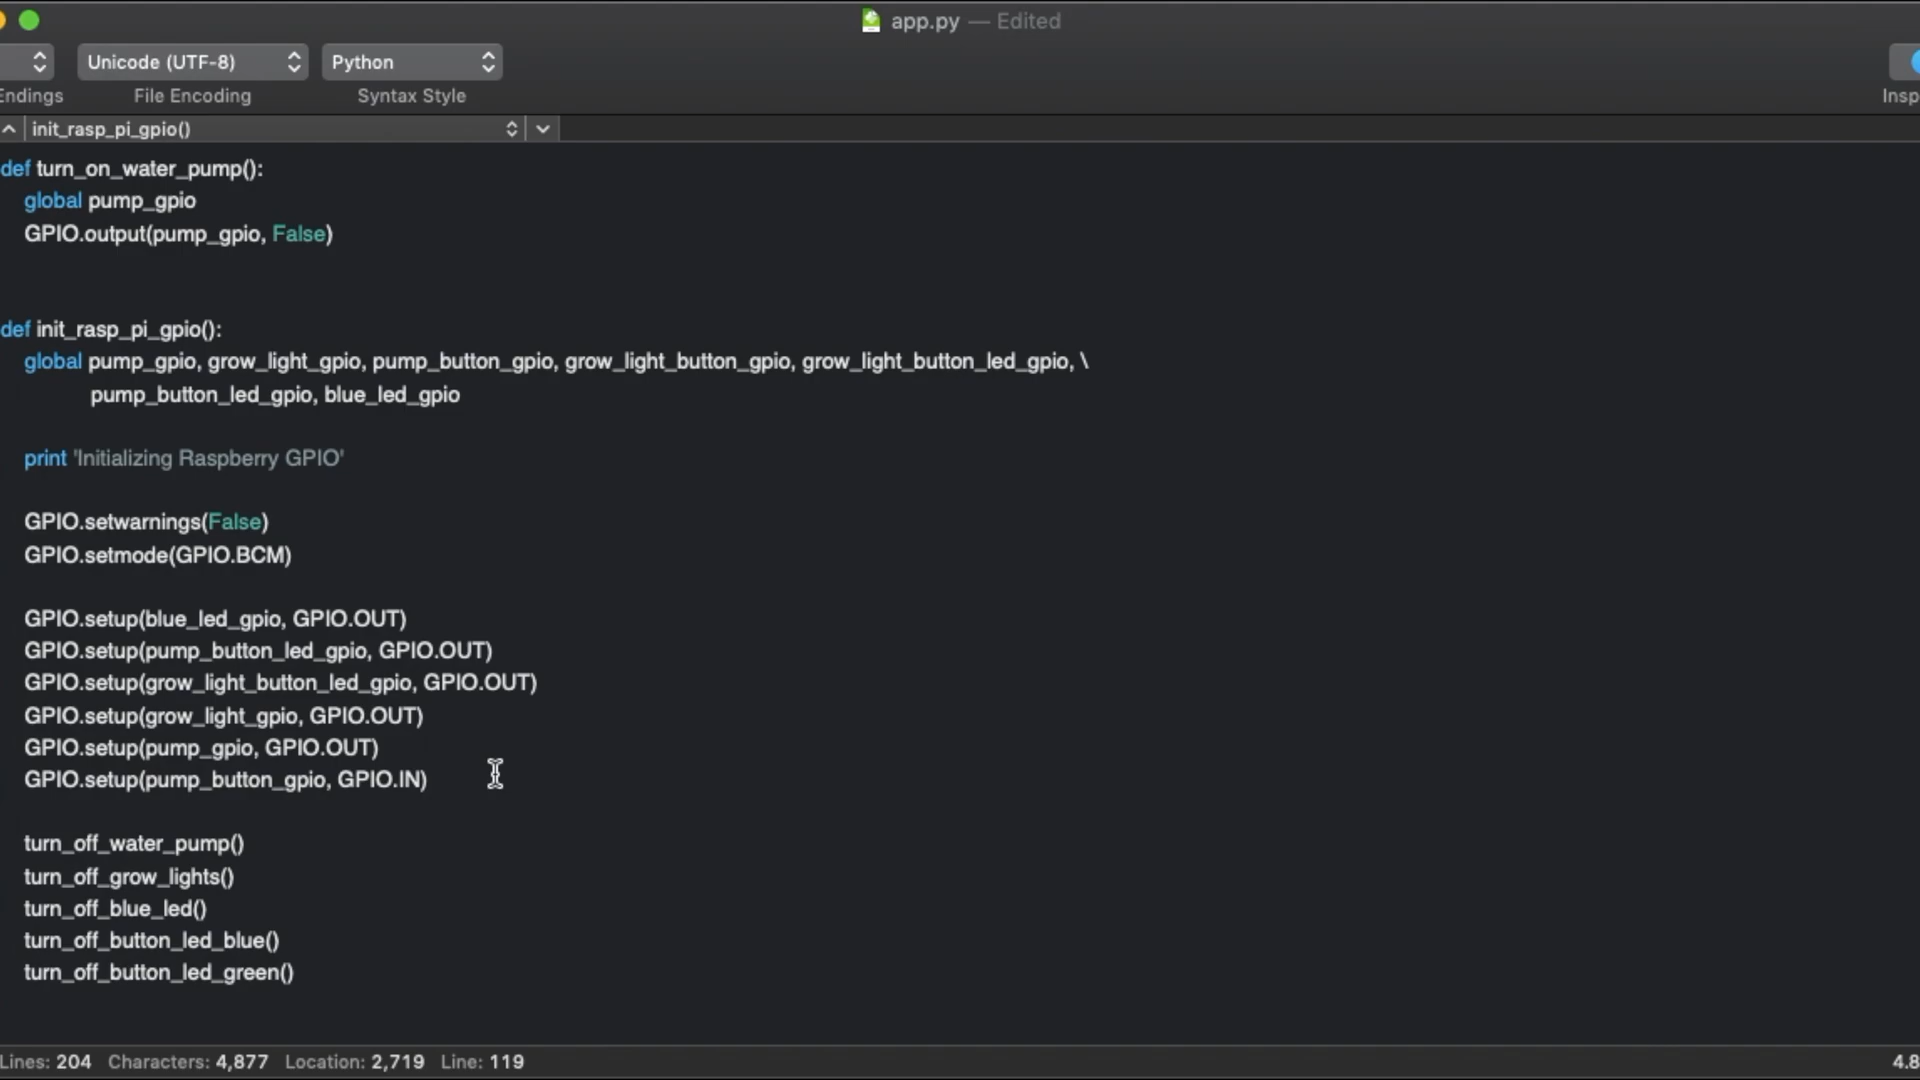 app.py — Edited
Unicode (UTF-8) Python
Endings File Encoding Syntax Style Insp
init_rasp_pi_gpio()
def turn_on_water_pump():
global pump_gpio
GPIO.output(pump_gpio, False)
def init_rasp_pi_gpio():
global pump_gpio, grow_light_gpio, pump_button_gpio, grow_light_button_gpio, grow_light_button_led_gpio, \
pump_button_led_gpio, blue_led_gpio
print 'Initializing Raspberry GPIO'
GPIO.setwarnings(False)
GPIO.setmode(GPIO.BCM)
GPIO.setup(blue_led_gpio, GPIO.OUT)
GPIO.setup(pump_button_led_gpio, GPIO.OUT)
GPIO.setup(grow_light_button_led_gpio, GPIO.OUT)
GPIO.setup(grow_light_gpio, GPIO.OUT)
GPIO.setup(pump_gpio, GPIO.OUT)
GPIO.setup(pump_button_gpio, GPIO.IN)
turn_off_water_pump()
turn_off_grow_lights()
turn_off_blue_led()
turn_off_button_led_blue()
turn_off_button_led_green()
Lines: 204 Characters: 4,877 Location: 2,719 Line: 119 4.8